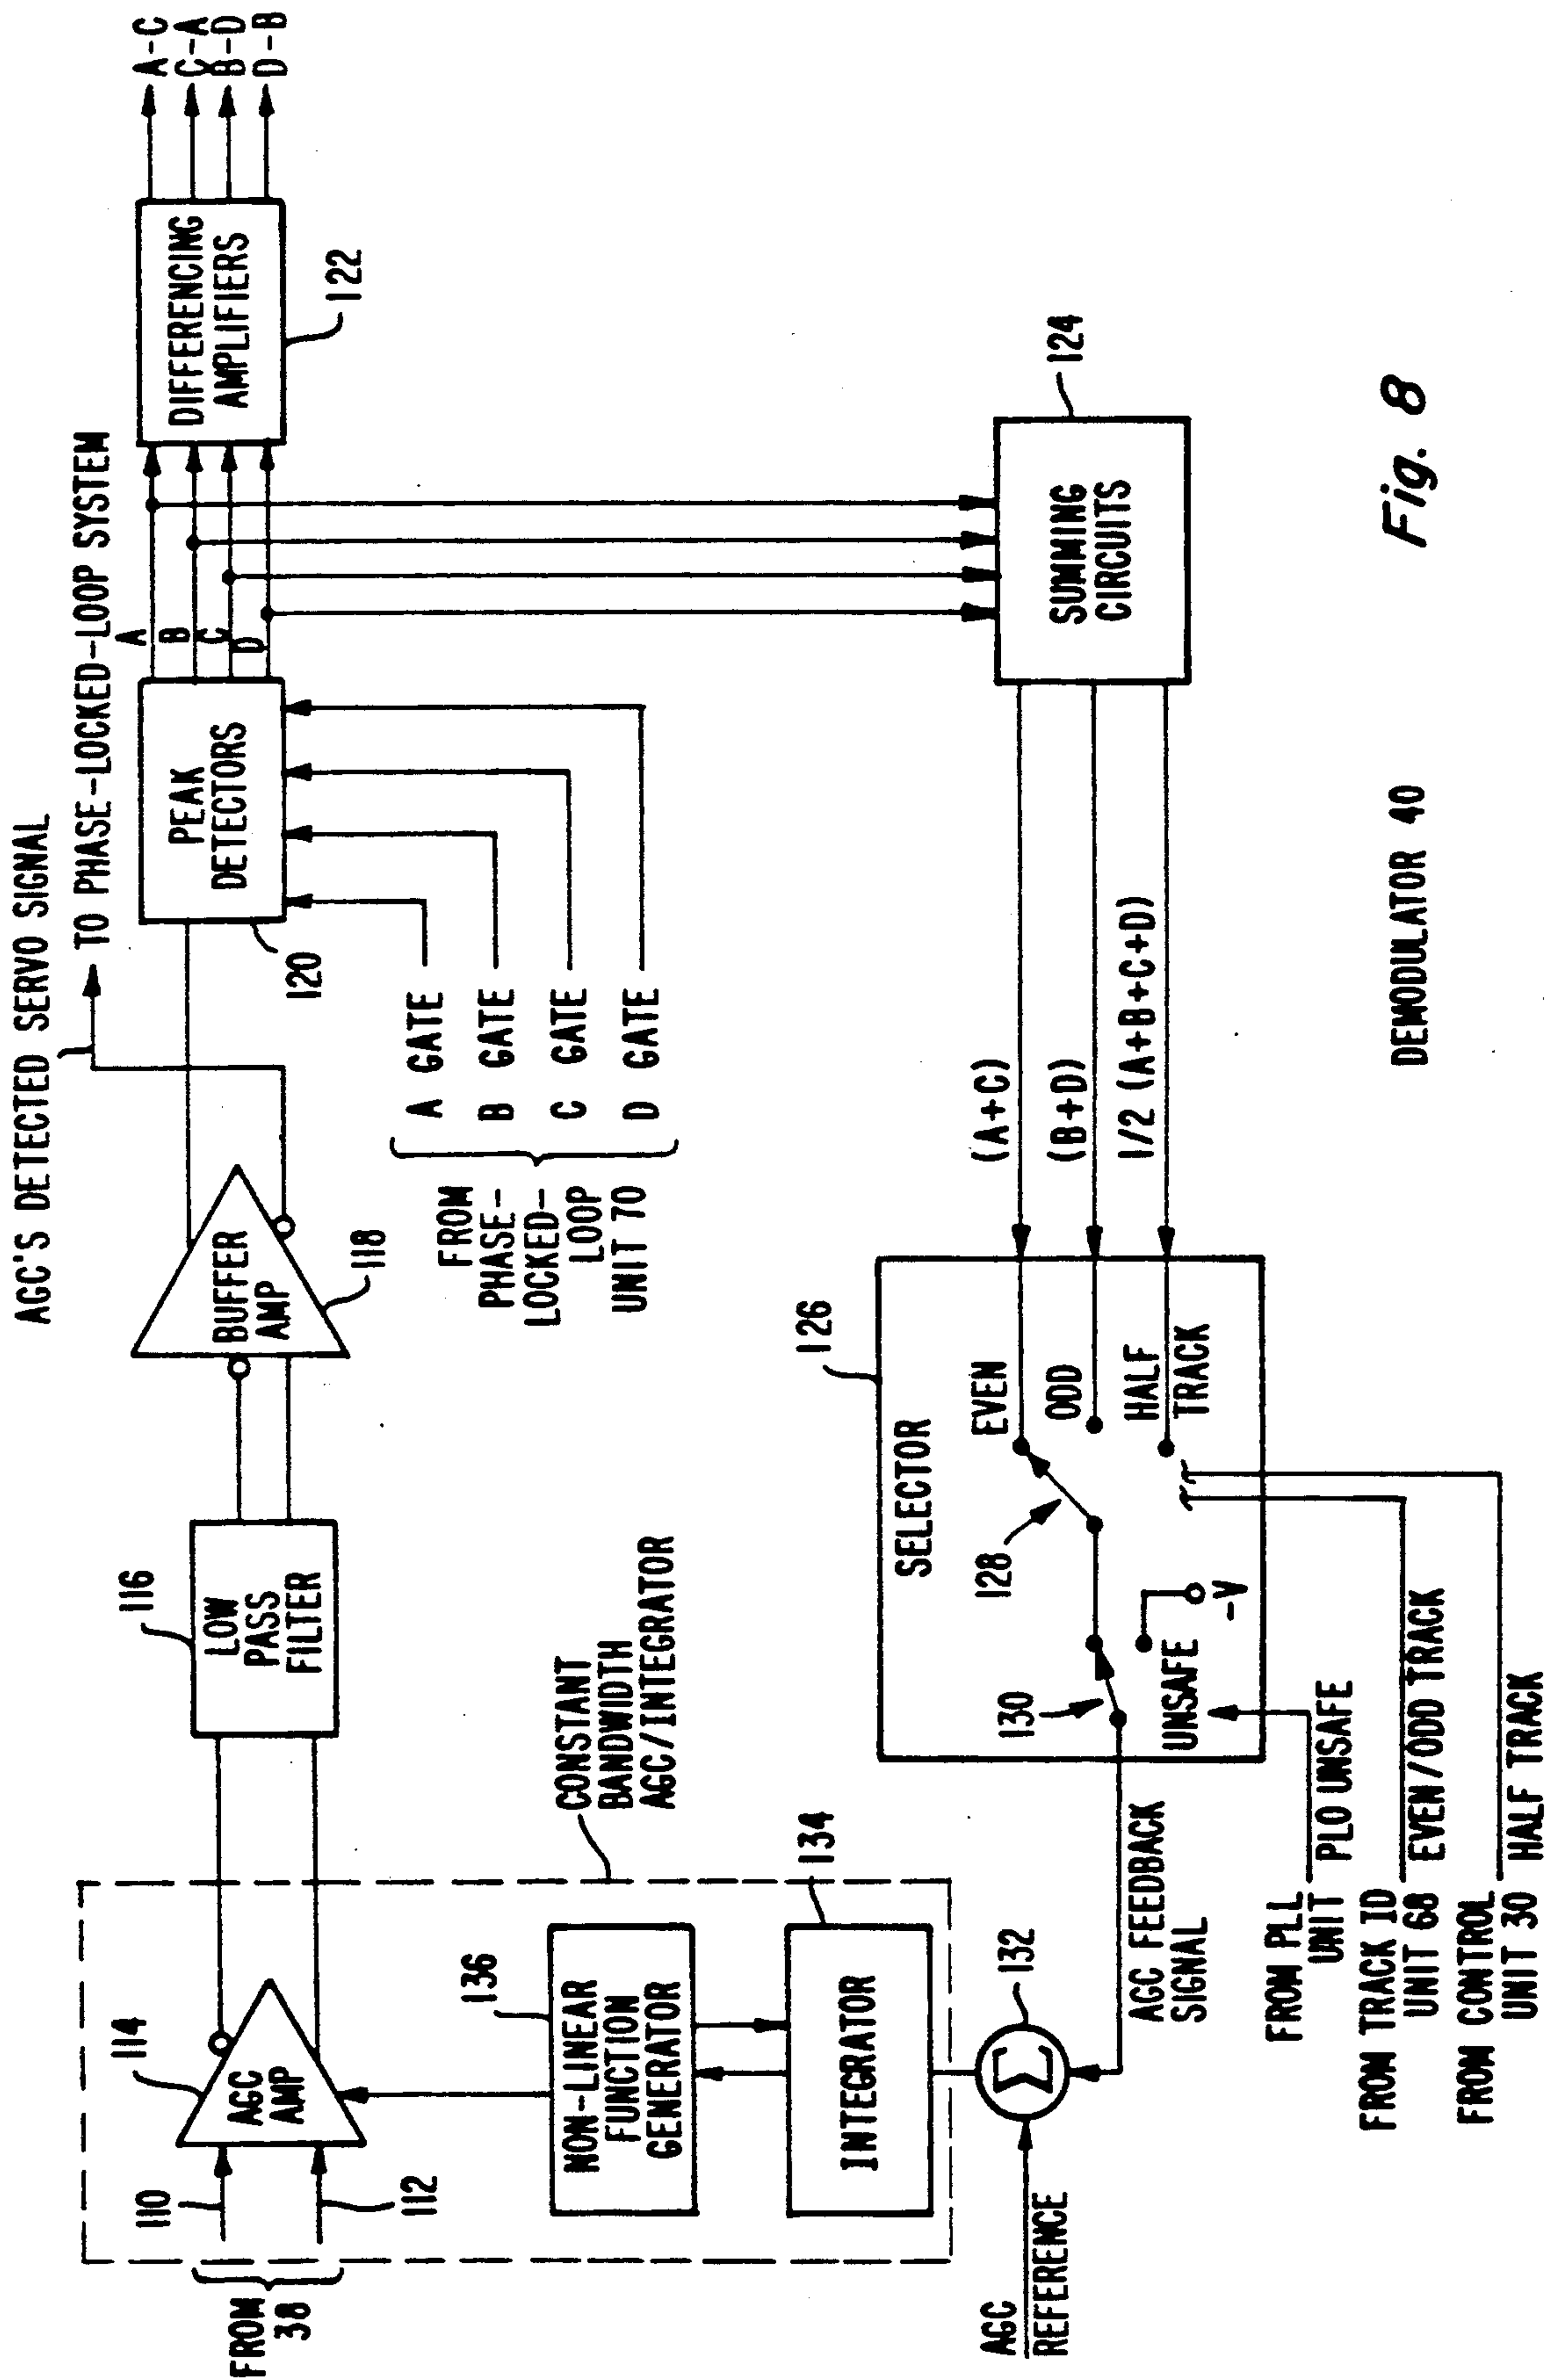 AGC'S DETECTED SERVO SIGNAL
TO PHASE-LOCKED-LOOP SYSTEM
FROM
38
110
112
114
AGC
AMP
116
LOW
PASS
FILTER
BUFFER
AMP
118
120
PEAK
DETECTORS
A
B
C
D
DIFFERENCING
AMPLIFIERS
122
A-C
C-A
B-D
D-B
FROM
PHASE-
LOCKED-
LOOP
UNIT 70
A GATE
B GATE
C GATE
D GATE
136
NON-LINEAR
FUNCTION
GENERATOR
134
INTEGRATOR
CONSTANT
BANDWIDTH
AGC/INTEGRATOR
AGC
REFERENCE
132
Σ
AGC FEEDBACK
SIGNAL
126
SELECTOR
EVEN
ODD
HALF
TRACK
128
130
UNSAFE
-V
(A+C)
(B+D)
1/2 (A+B+C+D)
SUMMING
CIRCUITS
124
FROM PLL
UNIT
PLO UNSAFE
FROM TRACK ID
UNIT 68
EVEN/ODD TRACK
FROM CONTROL
UNIT 30
HALF TRACK
DEMODULATOR 40
Fig. 8